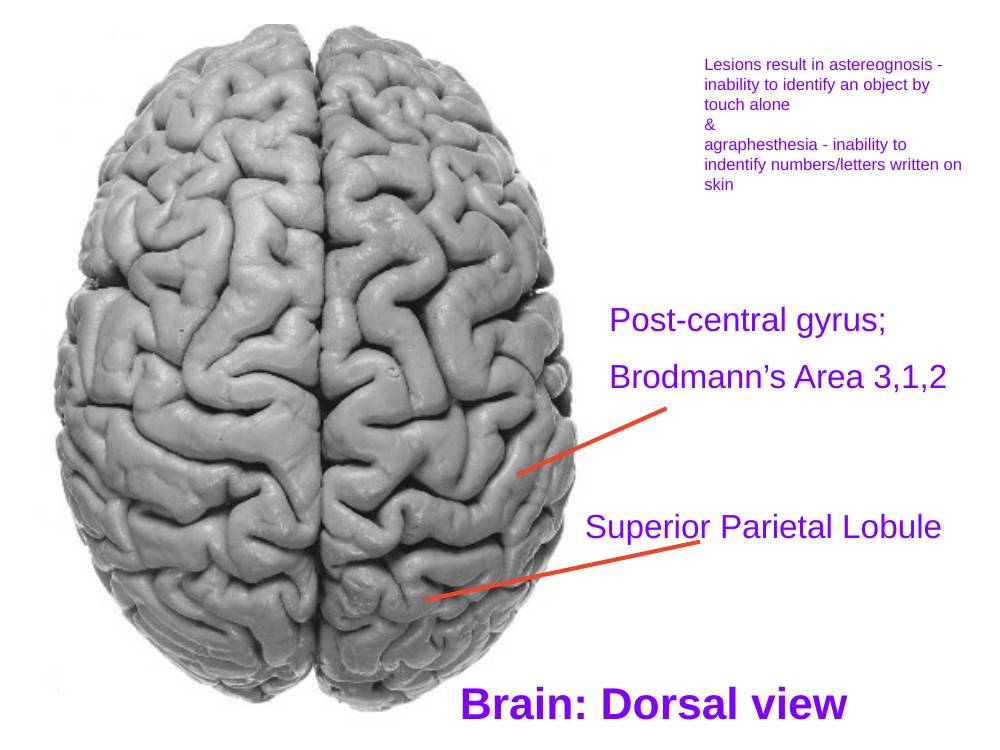 Lesions result in astereognosis -
inability to identify an object by
touch alone
&
agraphesthesia - inability to
indentify numbers/letters written on
skin
Post-central gyrus;
Brodmann’s Area 3,1,2
Superior Parietal Lobule
Brain: Dorsal view